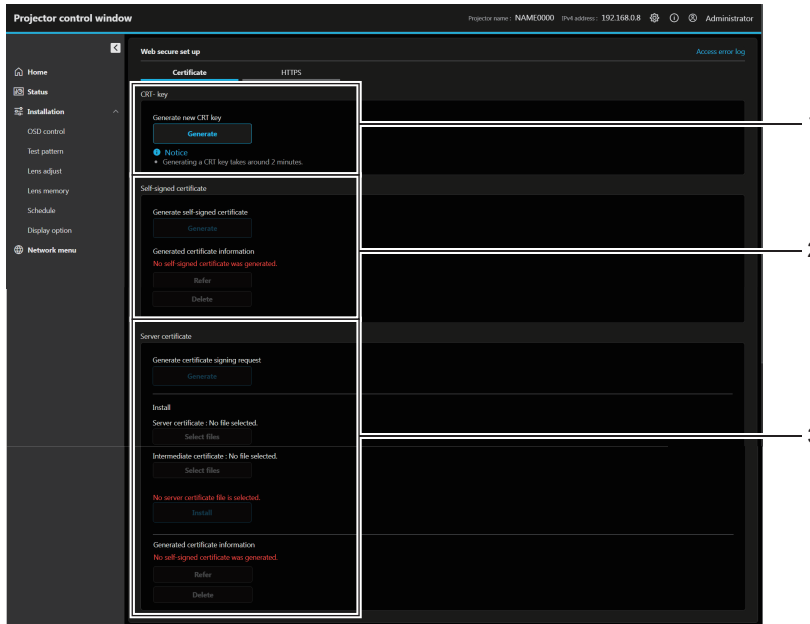 Projector control window
Projector name : NAME0000 IPv4 address : 192.168.0.8 Administrator
Web secure set up
Access error log
Home
Status
Installation
OSD control
Test pattern
Lens adjust
Lens memory
Schedule
Display option
Network menu
Certificate
HTTPS
CRT- key
Generate new CRT key
Generate
Notice
• Generating a CRT key takes around 2 minutes.
Self-signed certificate
Generate self-signed certificate
Generate
Generated certificate information
No self-signed certificate was generated.
Refer
Delete
Server certificate
Generate certificate signing request
Generate
Install
Server certificate : No file selected.
Select files
Intermediate certificate : No file selected.
Select files
No server certificate file is selected.
Install
Generated certificate information
No self-signed certificate was generated.
Refer
Delete